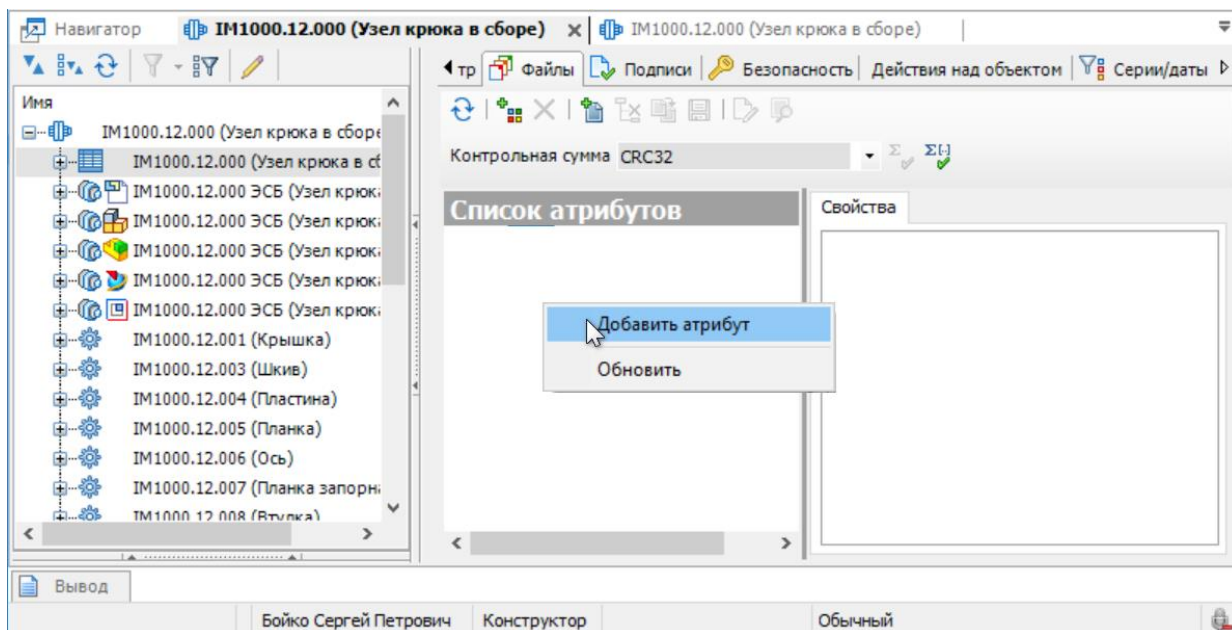 Навигатор IM1000.12.000 (Узел крюка в сборе) IM1000.12.000 (Узел крюка в сборе)
тр Файлы Подписи Безопасность Действия над объектом Серии/даты
Имя
IM1000.12.000 (Узел крюка в сборе
IM1000.12.000 (Узел крюка в сб
IM1000.12.000 ЭСБ (Узел крюка
IM1000.12.000 ЭСБ (Узел крюка
IM1000.12.000 ЭСБ (Узел крюка
IM1000.12.000 ЭСБ (Узел крюка
IM1000.12.000 ЭСБ (Узел крюка
IM1000.12.001 (Крышка)
IM1000.12.003 (Шкив)
IM1000.12.004 (Пластина)
IM1000.12.005 (Планка)
IM1000.12.006 (Ось)
IM1000.12.007 (Планка запорна
IM1000.12.008 (Втулка)
Контрольная сумма CRC32
Список атрибутов
Свойства
Добавить атрибут
Обновить
Вывод
Бойко Сергей Петрович Конструктор Обычный